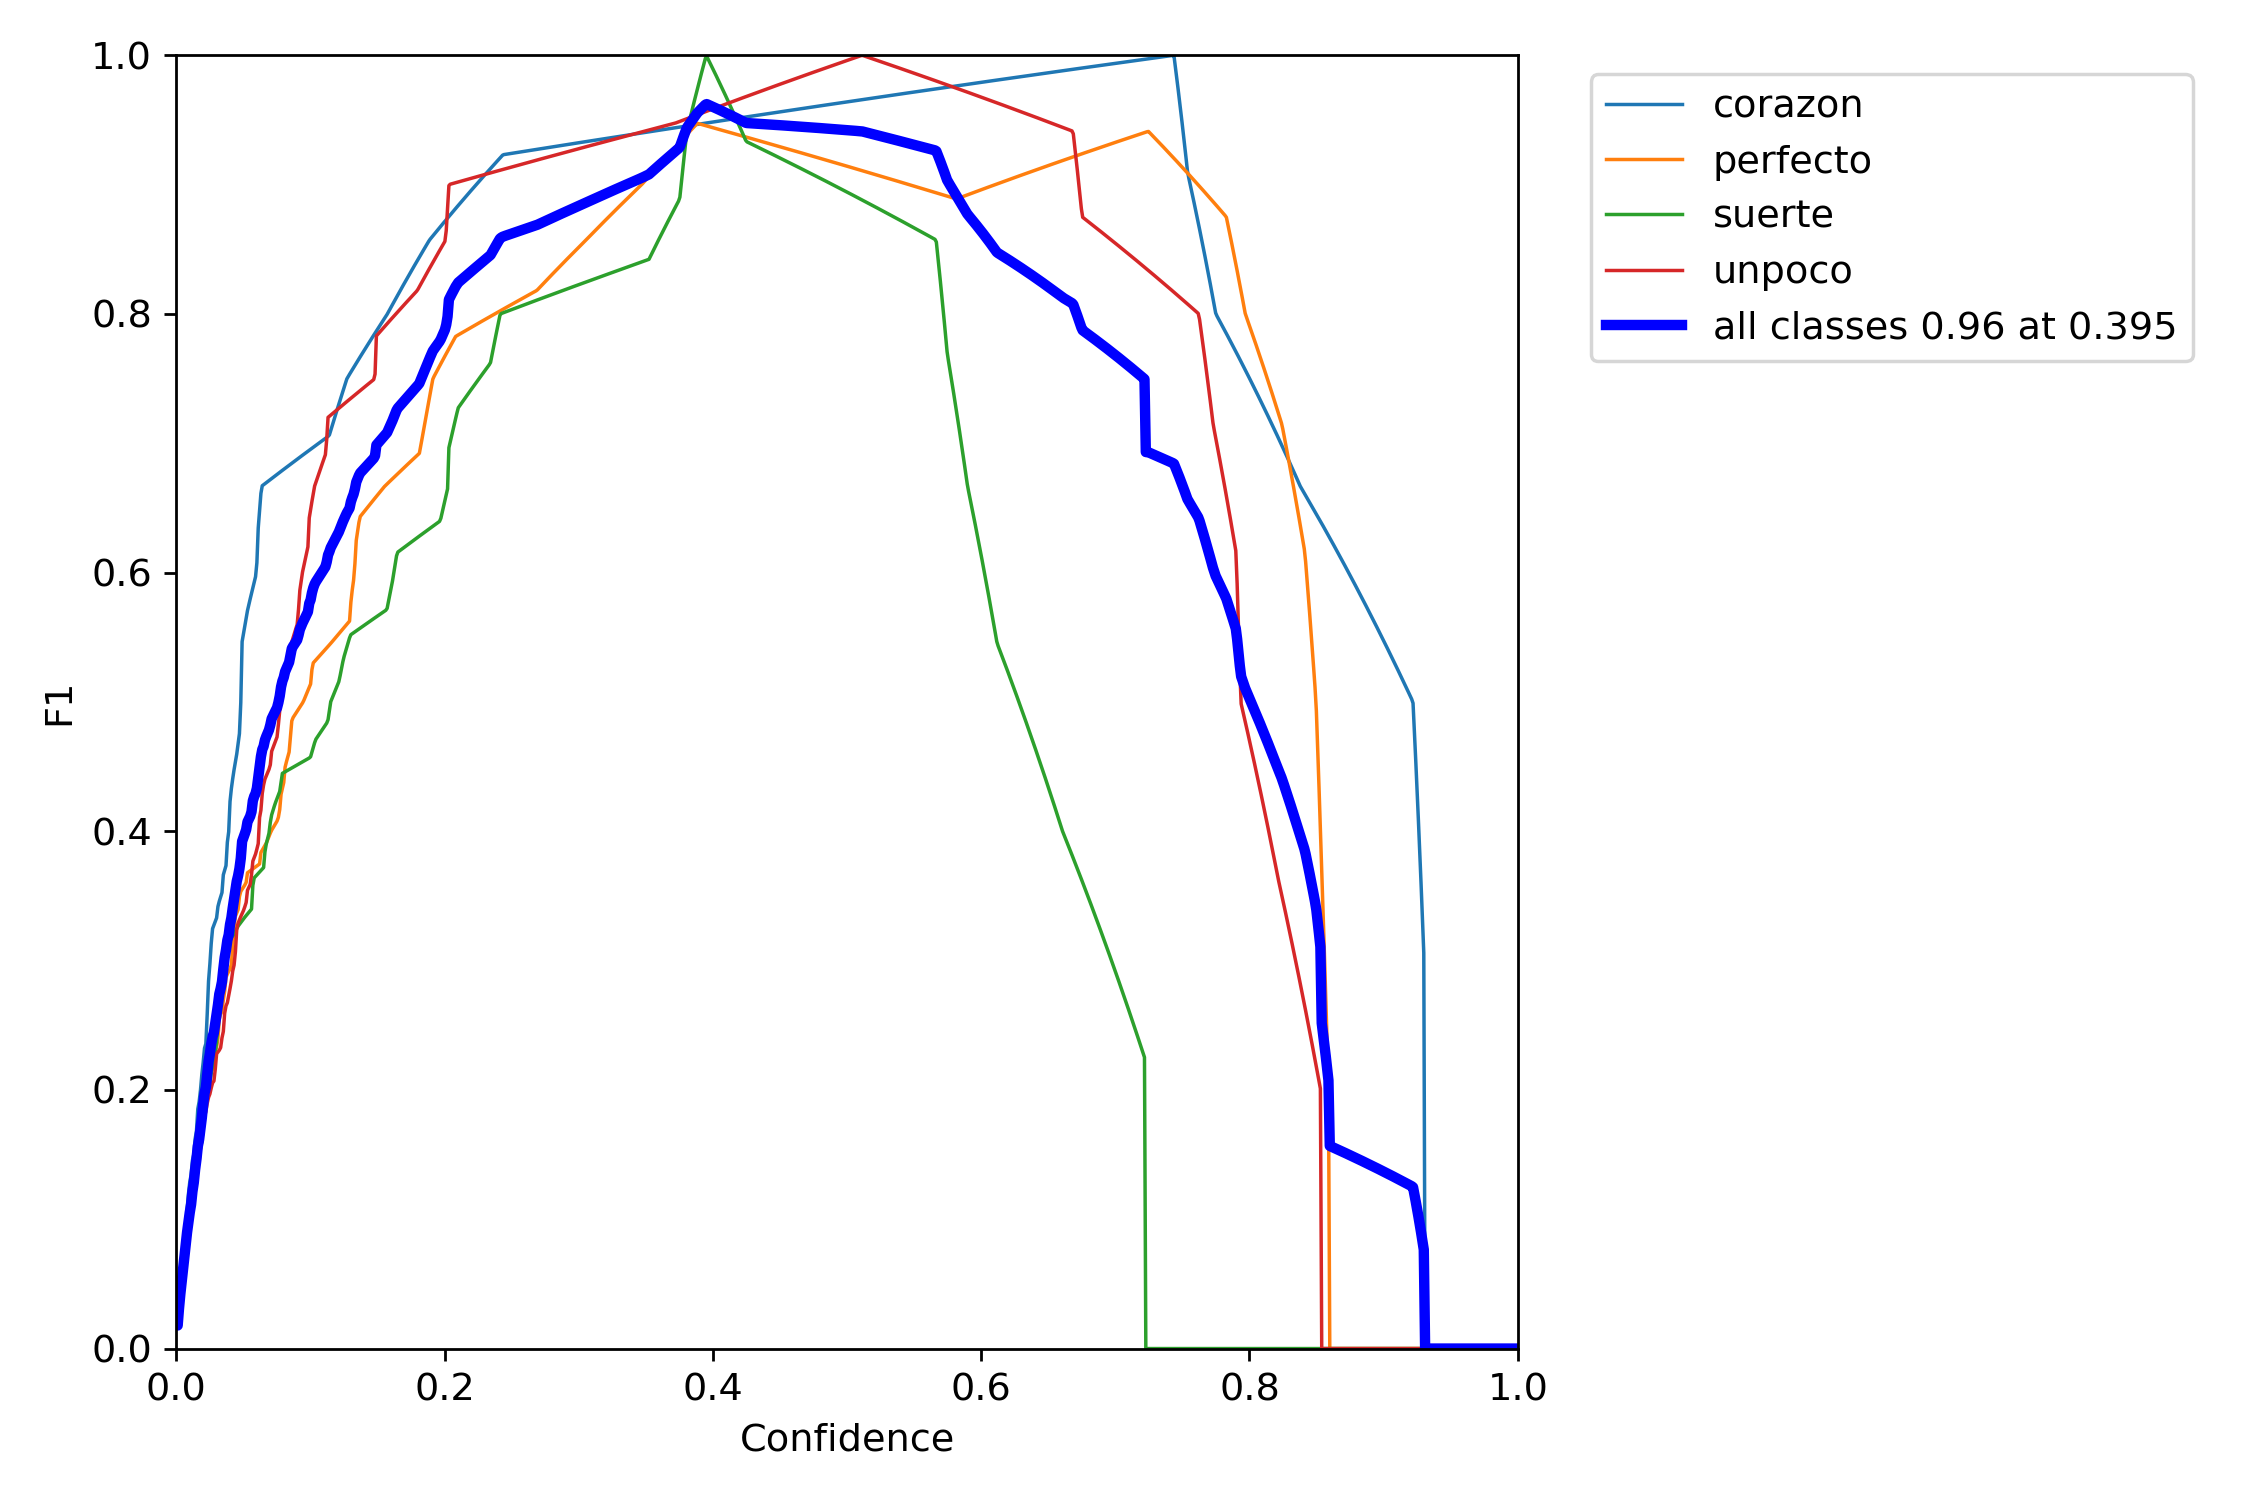 1.0
0.8
0.6
0.4
0.2
0.0
F1
0.0 0.2 0.4 0.6 0.8 1.0
Confidence
corazon
perfecto
suerte
unpoco
all classes 0.96 at 0.395